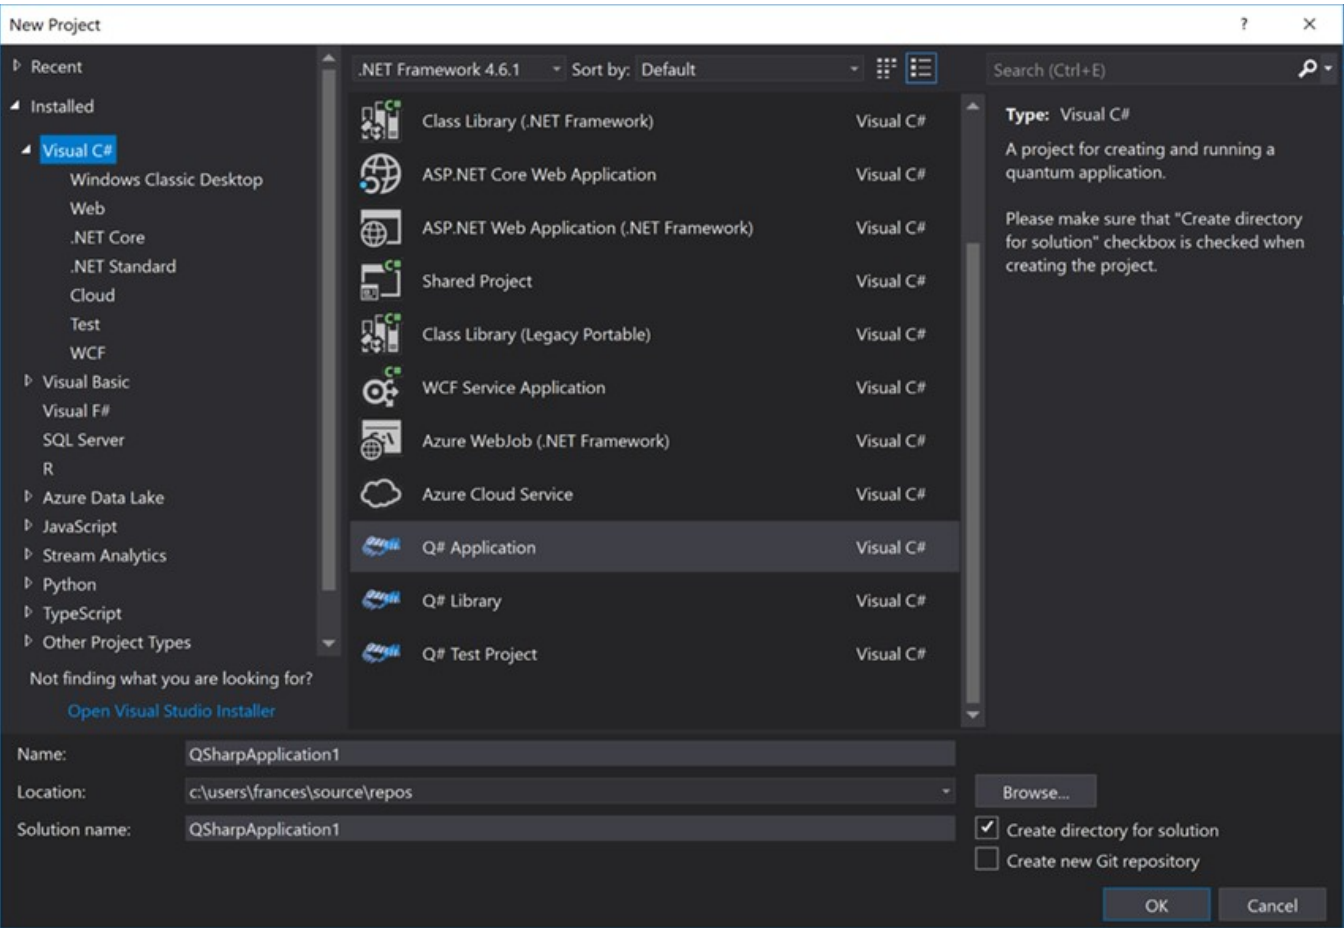 New Project
?
Recent
Installed
Visual C#
Windows Classic Desktop
Web
.NET Core
.NET Standard
Cloud
Test
WCF
Visual Basic
Visual F#
SQL Server
R
Azure Data Lake
JavaScript
Stream Analytics
Python
TypeScript
Other Project Types
Not finding what you are looking for?
Open Visual Studio Installer
.NET Framework 4.6.1 Sort by: Default
Class Library (.NET Framework) Visual C#
ASP.NET Core Web Application Visual C#
ASP.NET Web Application (.NET Framework) Visual C#
Shared Project Visual C#
Class Library (Legacy Portable) Visual C#
WCF Service Application Visual C#
Azure WebJob (.NET Framework) Visual C#
Azure Cloud Service Visual C#
Q# Application Visual C#
Q# Library Visual C#
Q# Test Project Visual C#
Search (Ctrl+E)
Type: Visual C#
A project for creating and running a
quantum application.
Please make sure that "Create directory
for solution" checkbox is checked when
creating the project.
Name: QSharpApplication1
Location: c:\users\frances\source\repos
Browse...
Solution name: QSharpApplication1
Create directory for solution
Create new Git repository
OK Cancel